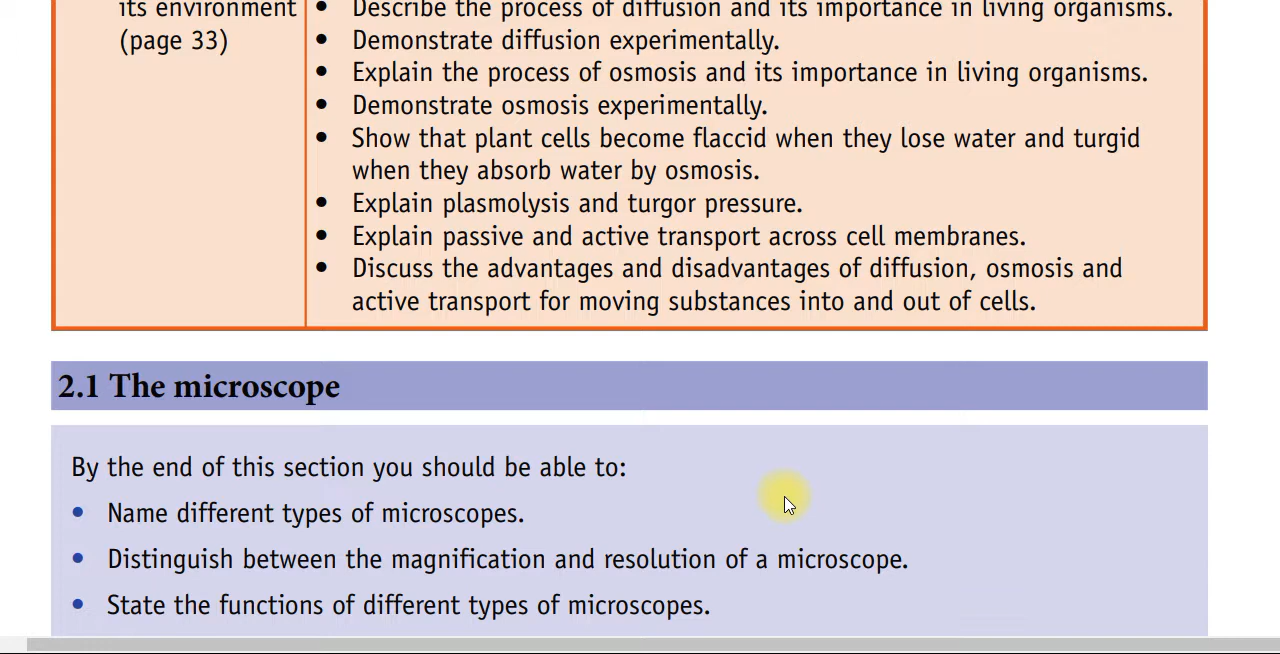 its environment
(page 33)
• Describe the process of diffusion and its importance in living organisms.
• Demonstrate diffusion experimentally.
• Explain the process of osmosis and its importance in living organisms.
• Demonstrate osmosis experimentally.
• Show that plant cells become flaccid when they lose water and turgid
when they absorb water by osmosis.
• Explain plasmolysis and turgor pressure.
• Explain passive and active transport across cell membranes.
• Discuss the advantages and disadvantages of diffusion, osmosis and
active transport for moving substances into and out of cells.
2.1 The microscope
By the end of this section you should be able to:
• Name different types of microscopes.
• Distinguish between the magnification and resolution of a microscope.
• State the functions of different types of microscopes.